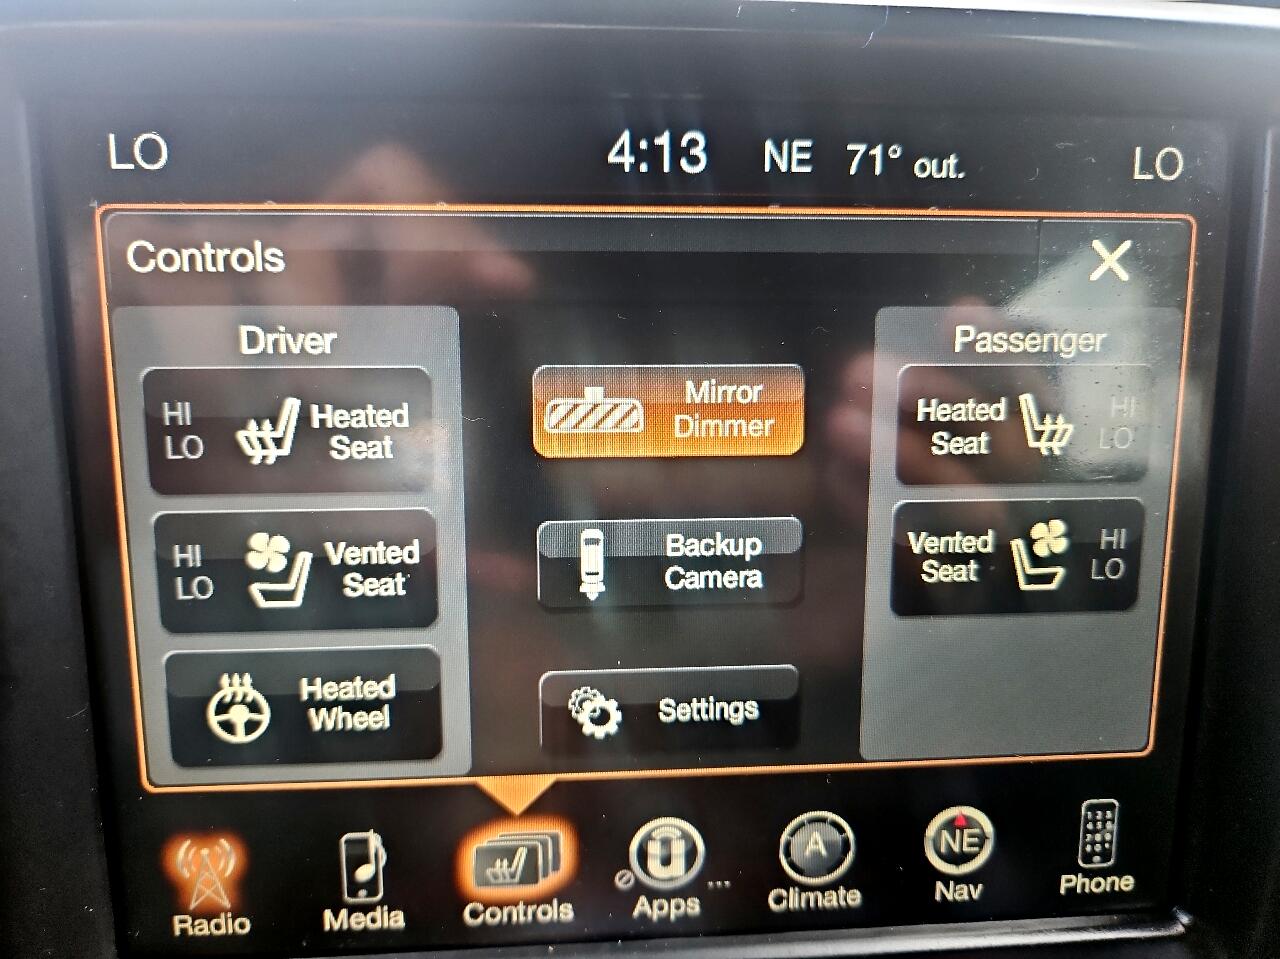 LO 4:13 NE 71° out. LO
Controls X
Driver
HI
LO
Heated
Seat
HI
LO
Vented
Seat
Heated
Wheel
Mirror
Dimmer
Backup
Camera
Settings
Passenger
Heated
Seat
HI
LO
Vented
Seat
HI
LO
Radio
Media
Controls
Apps ...
A
Climate
NE
Nav
Phone